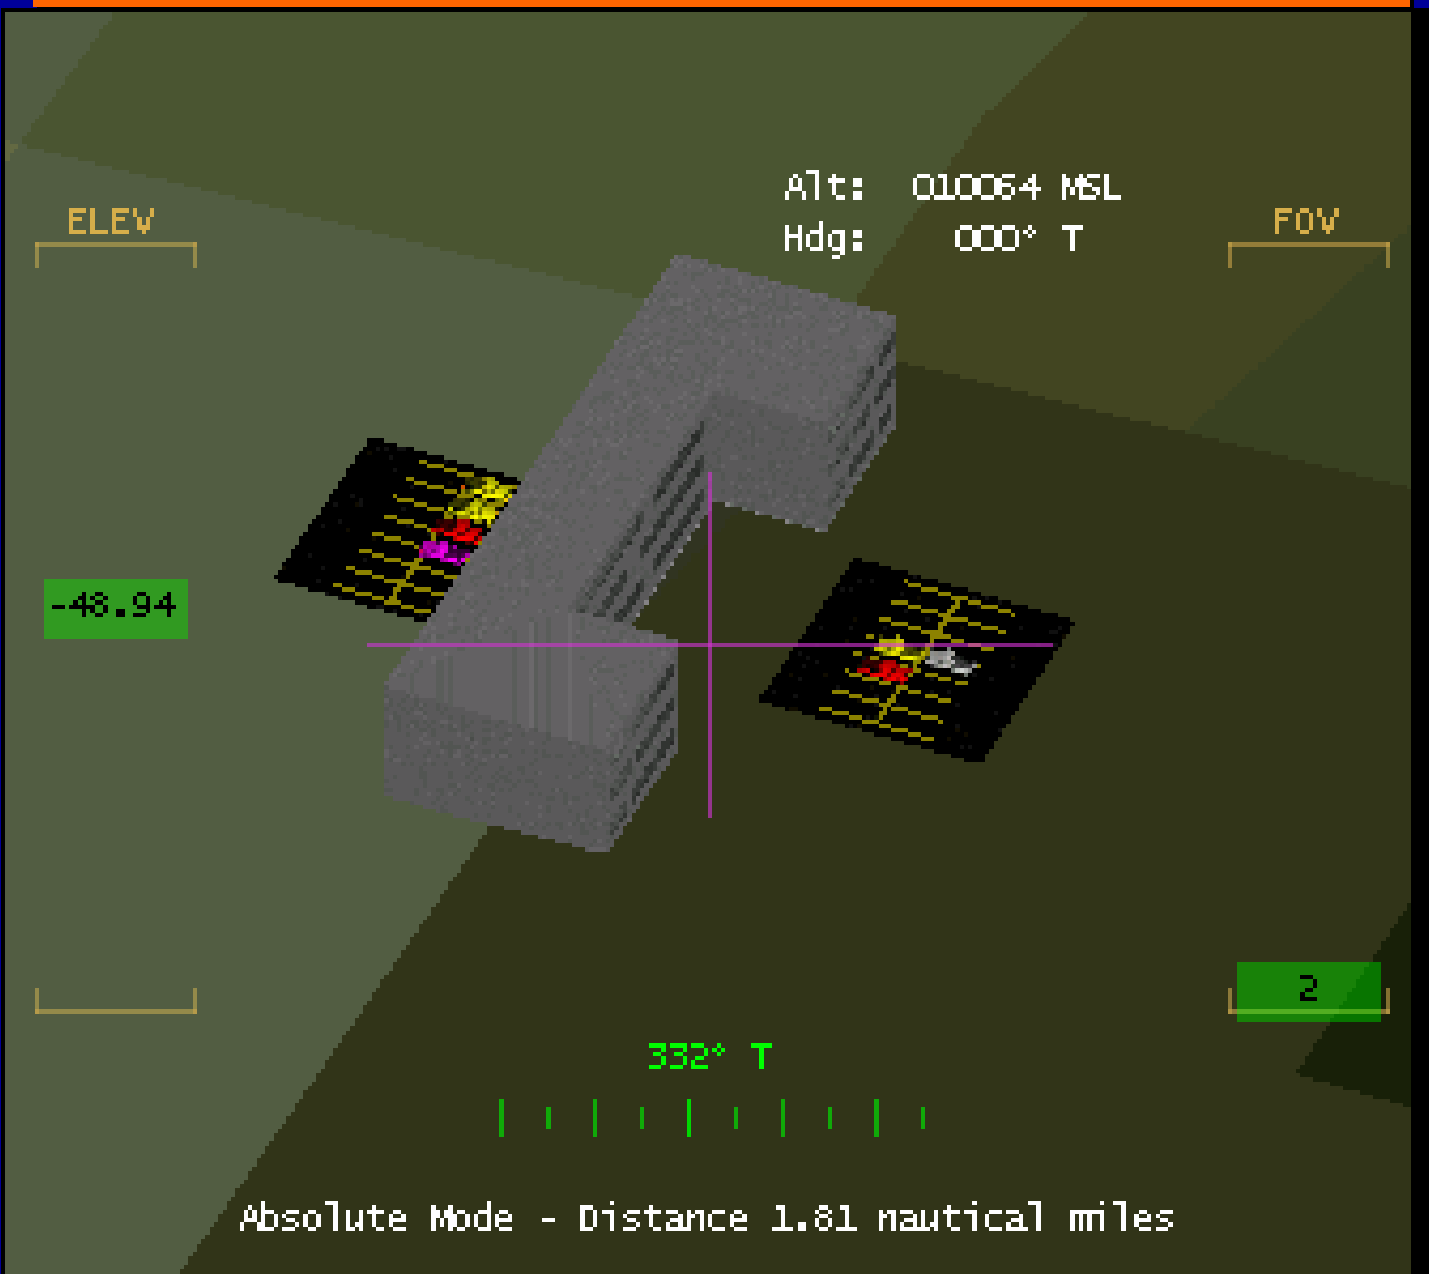 Alt: 010064 MSL
Hdg: 000° T
ELEV
FOV
-48.94
2
332° T
Absolute Mode - Distance 1.81 nautical miles